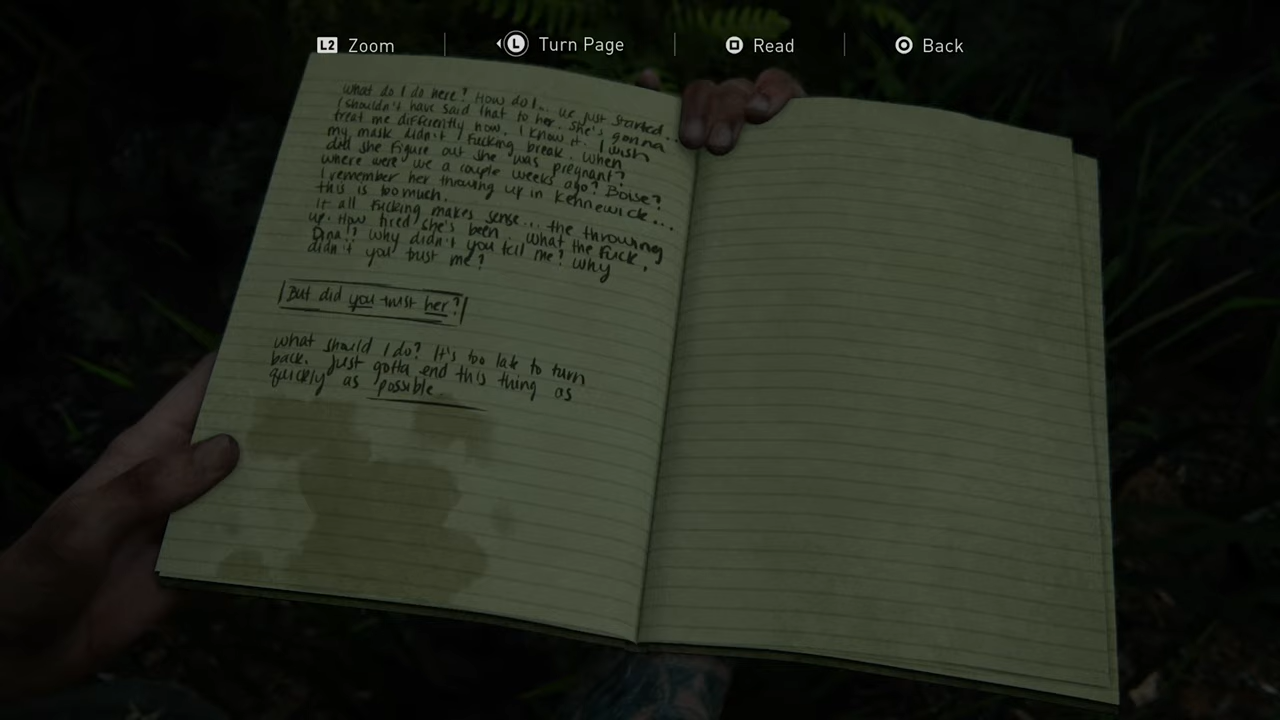 L2 Zoom
L Turn Page
Read
Back
What do I do here? How do I... we just started.
I shouldn't have said that to her. She's gonna
treat me differently now. I know it. I wish
my mask didn't fucking break. When
did she figure out she was pregnant?
where were we a couple weeks ago? Boise?
I remember her throwing up in Kennewick...
this is too much.
It all fucking makes sense... the throwing
up. How tired she's been. What the fuck,
Dina!? Why didn't you tell me? Why
didn't you trust me?
But did you trust her?
What should I do? It's too late to turn
back. Just gotta end this thing as
quickly as possible.